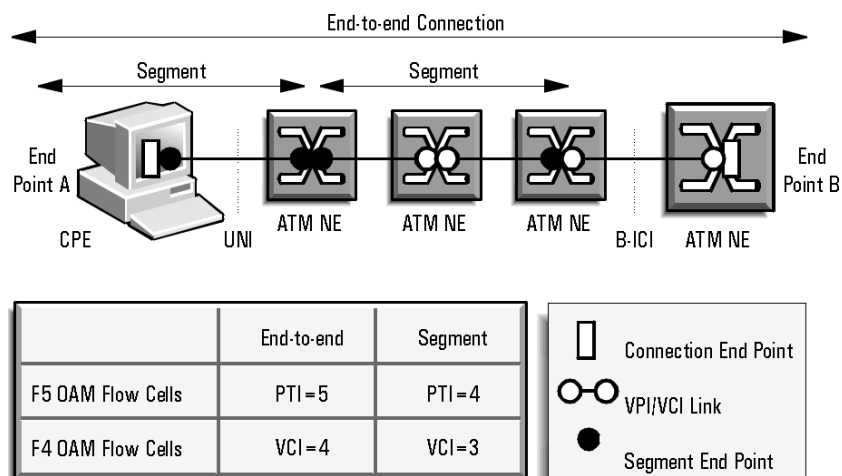 End-to-end Connection
Segment
Segment
End
Point A
End
Point B
CPE
UNI
ATM NE
ATM NE
ATM NE
B-ICI
ATM NE
End-to-end
Segment
F5 OAM Flow Cells
PTI=5
PTI=4
F4 OAM Flow Cells
VCI=4
VCI=3
Connection End Point
VPI/VCI Link
Segment End Point